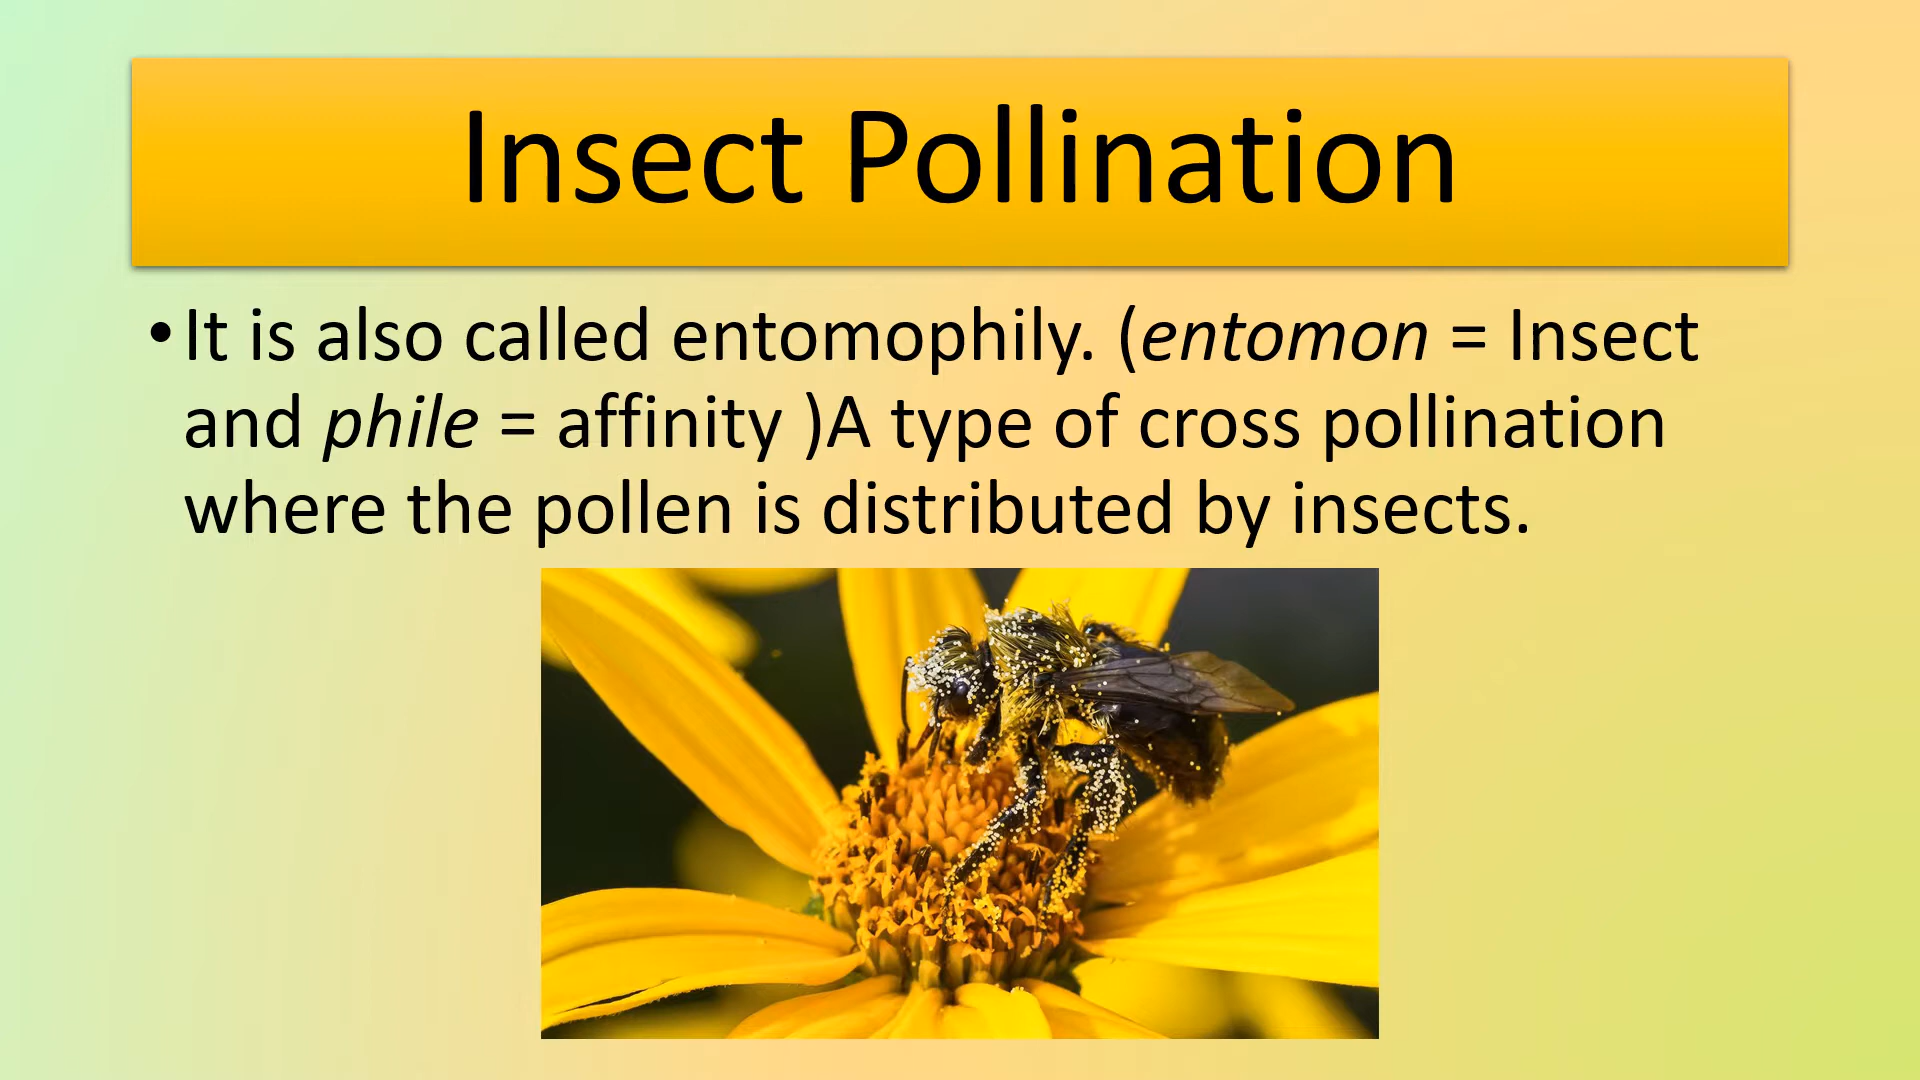 Insect Pollination
•It is also called entomophily. (entomon = Insect
and phile = affinity )A type of cross pollination
where the pollen is distributed by insects.